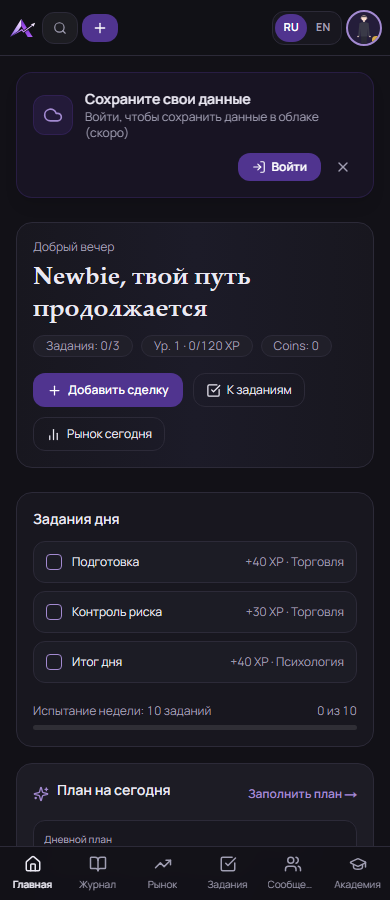 RU EN
Сохраните свои данные
Войти, чтобы сохранить данные в облаке
(скоро)
Войти
Добрый вечер
Newbie, твой путь
продолжается
Задания: 0/3 Ур. 1 · 0/120 XP Coins: 0
Добавить сделку К заданиям
Рынок сегодня
Задания дня
Подготовка +40 XP · Торговля
Контроль риска +30 XP · Торговля
Итог дня +40 XP · Психология
Испытание недели: 10 заданий 0 из 10
План на сегодня Заполнить план →
Дневной план
Главная Журнал Рынок Задания Сообще... Академия